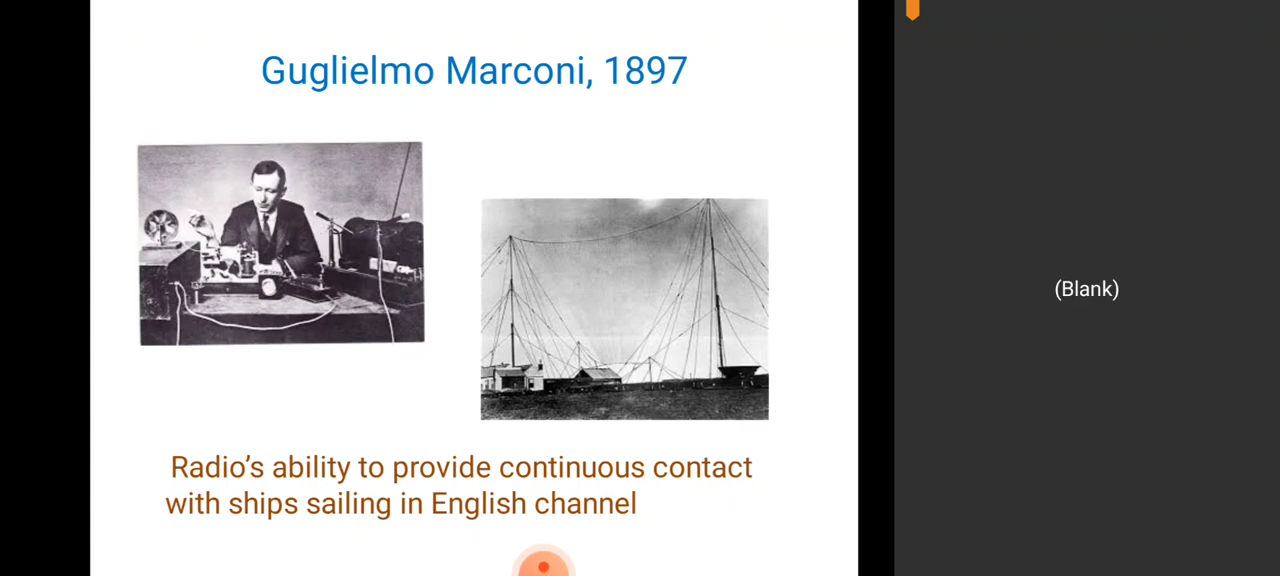 Guglielmo Marconi, 1897
Radio’s ability to provide continuous contact
with ships sailing in English channel
(Blank)